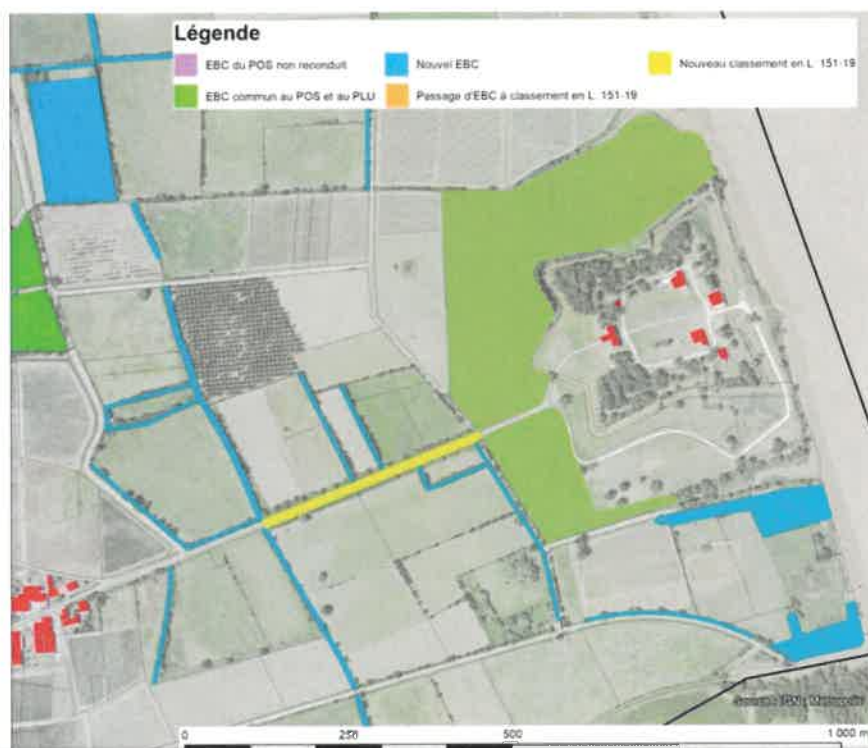 Légende
EBC du POS non reconduit
Nouvel EBC
Nouveau classement en L. 151-19
EBC commun au POS et au PLU
Passage d'EBC à classement en L. 151-19
0 250 500 1 000 m